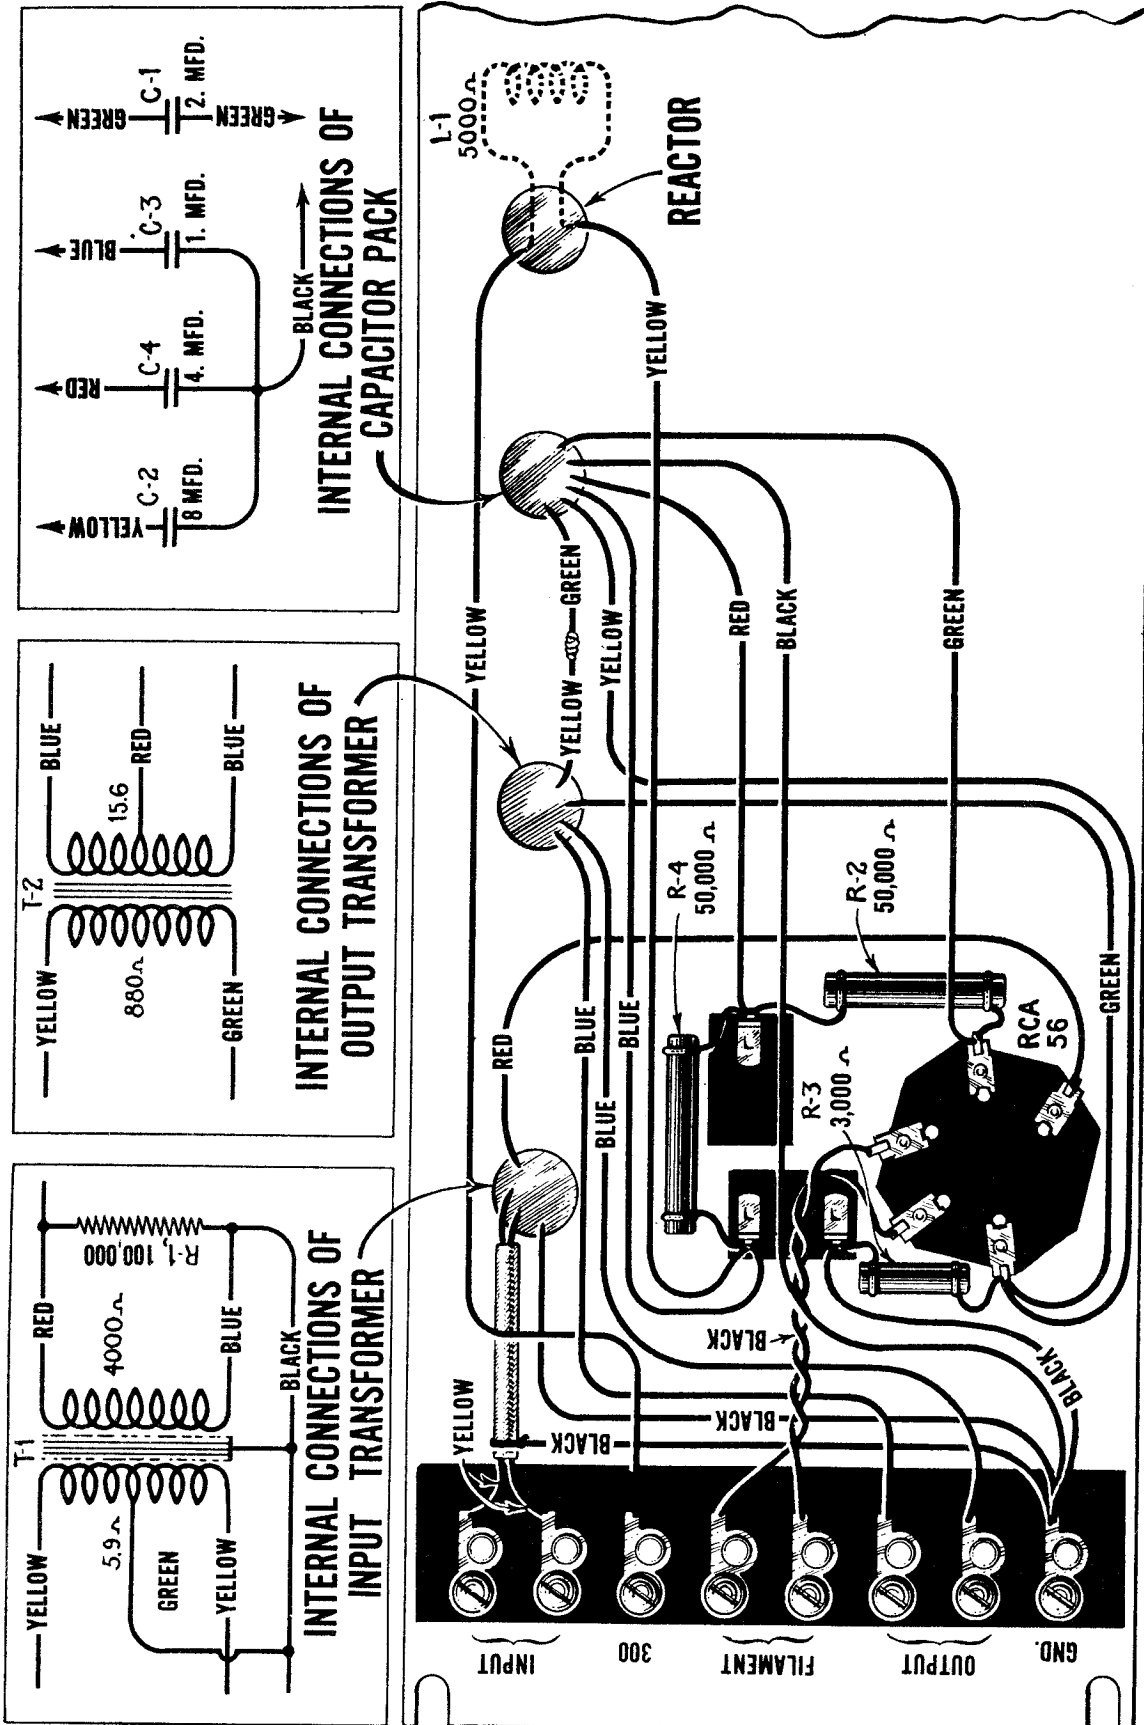 YELLOW
5.9Ω
GREEN
YELLOW
T-1
RED
4000Ω
BLUE
BLACK
R-1, 100,000
INTERNAL CONNECTIONS OF
INPUT TRANSFORMER
YELLOW
880Ω
GREEN
T-2
BLUE
15.6
RED
BLUE
INTERNAL CONNECTIONS OF
OUTPUT TRANSFORMER
YELLOW
C-2
8 MFD.
RED
C-4
4. MFD.
BLUE
C-3
1. MFD.
GREEN
C-1
2. MFD.
GREEN
BLACK
INTERNAL CONNECTIONS OF
CAPACITOR PACK
L-1
5000Ω
REACTOR
YELLOW
YELLOW
YELLOW
GREEN
YELLOW
RED
BLACK
GREEN
RED
BLUE
BLUE
BLUE
R-4
50,000Ω
R-2
50,000Ω
R-3
3,000Ω
RCA
56
GREEN
YELLOW
BLACK
BLACK
BLACK
BLACK
INPUT
300
FILAMENT
OUTPUT
GND.